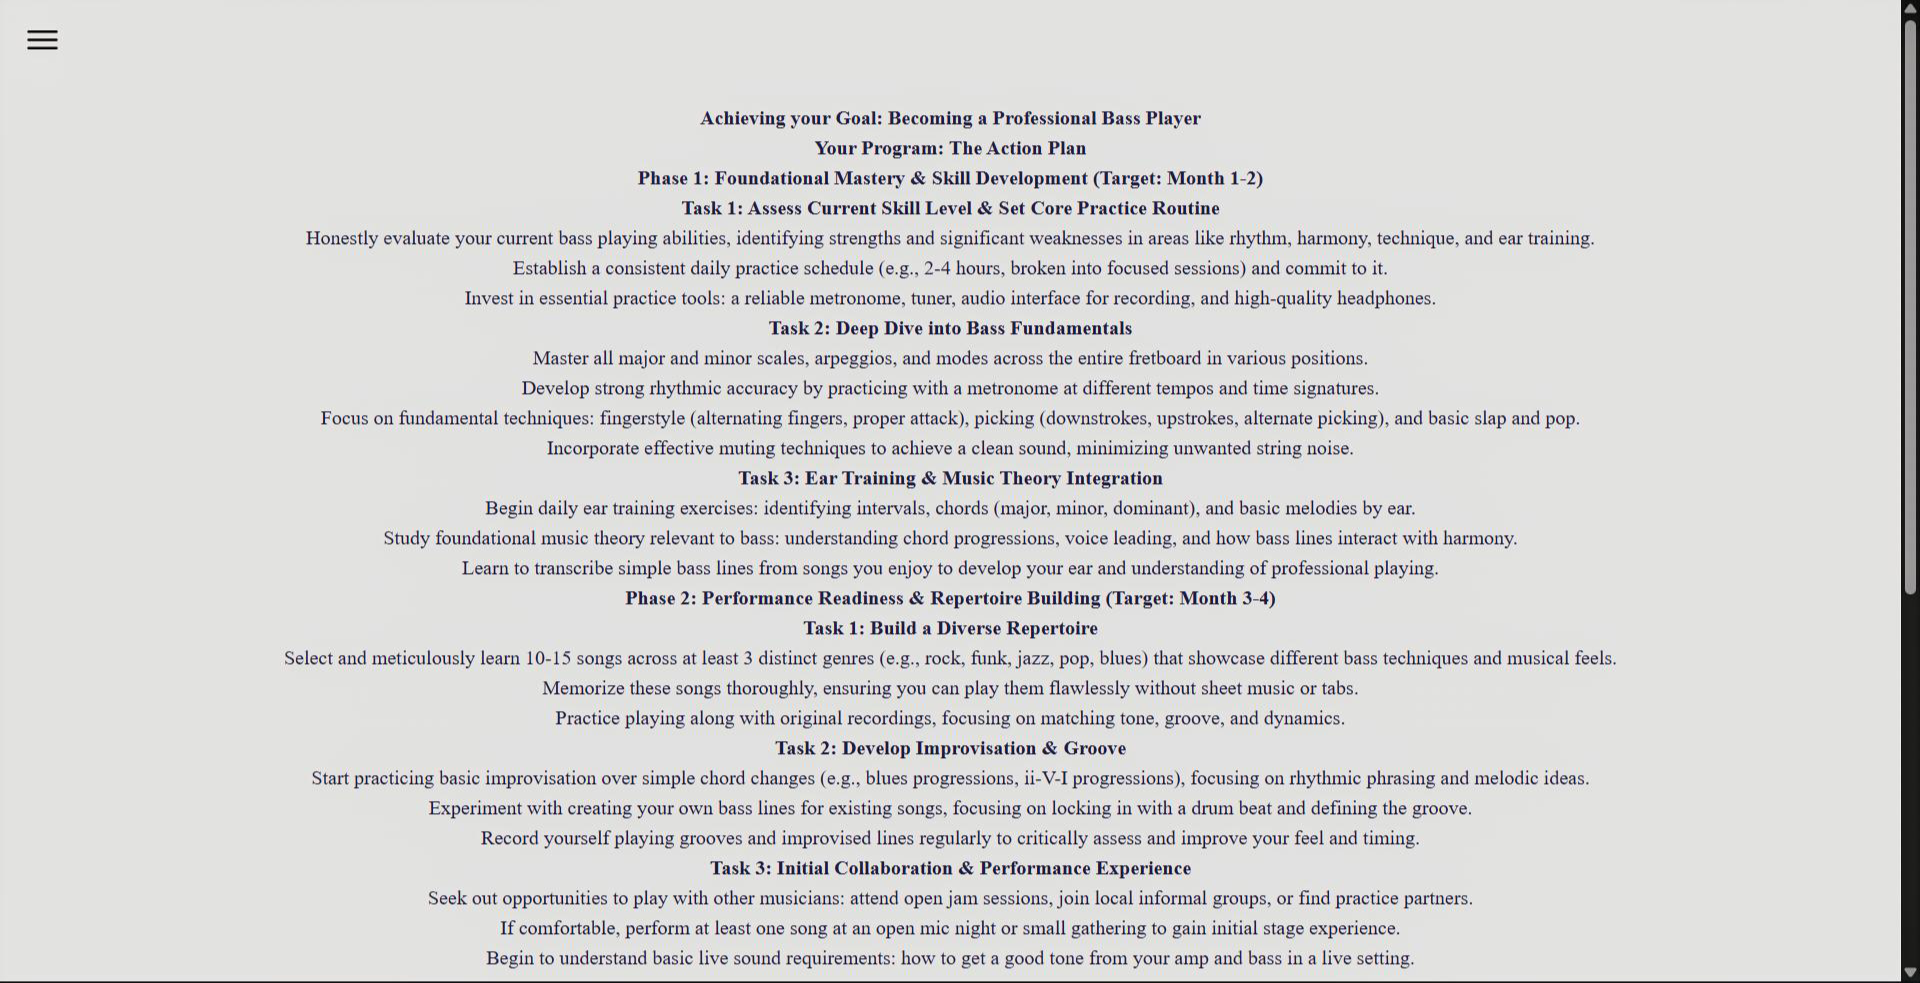 Achieving your Goal: Becoming a Professional Bass Player
Your Program: The Action Plan
Phase 1: Foundational Mastery & Skill Development (Target: Month 1-2)
Task 1: Assess Current Skill Level & Set Core Practice Routine
Honestly evaluate your current bass playing abilities, identifying strengths and significant weaknesses in areas like rhythm, harmony, technique, and ear training.
Establish a consistent daily practice schedule (e.g., 2-4 hours, broken into focused sessions) and commit to it.
Invest in essential practice tools: a reliable metronome, tuner, audio interface for recording, and high-quality headphones.
Task 2: Deep Dive into Bass Fundamentals
Master all major and minor scales, arpeggios, and modes across the entire fretboard in various positions.
Develop strong rhythmic accuracy by practicing with a metronome at different tempos and time signatures.
Focus on fundamental techniques: fingerstyle (alternating fingers, proper attack), picking (downstrokes, upstrokes, alternate picking), and basic slap and pop.
Incorporate effective muting techniques to achieve a clean sound, minimizing unwanted string noise.
Task 3: Ear Training & Music Theory Integration
Begin daily ear training exercises: identifying intervals, chords (major, minor, dominant), and basic melodies by ear.
Study foundational music theory relevant to bass: understanding chord progressions, voice leading, and how bass lines interact with harmony.
Learn to transcribe simple bass lines from songs you enjoy to develop your ear and understanding of professional playing.
Phase 2: Performance Readiness & Repertoire Building (Target: Month 3-4)
Task 1: Build a Diverse Repertoire
Select and meticulously learn 10-15 songs across at least 3 distinct genres (e.g., rock, funk, jazz, pop, blues) that showcase different bass techniques and musical feels.
Memorize these songs thoroughly, ensuring you can play them flawlessly without sheet music or tabs.
Practice playing along with original recordings, focusing on matching tone, groove, and dynamics.
Task 2: Develop Improvisation & Groove
Start practicing basic improvisation over simple chord changes (e.g., blues progressions, ii-V-I progressions), focusing on rhythmic phrasing and melodic ideas.
Experiment with creating your own bass lines for existing songs, focusing on locking in with a drum beat and defining the groove.
Record yourself playing grooves and improvised lines regularly to critically assess and improve your feel and timing.
Task 3: Initial Collaboration & Performance Experience
Seek out opportunities to play with other musicians: attend open jam sessions, join local informal groups, or find practice partners.
If comfortable, perform at least one song at an open mic night or small gathering to gain initial stage experience.
Begin to understand basic live sound requirements: how to get a good tone from your amp and bass in a live setting.